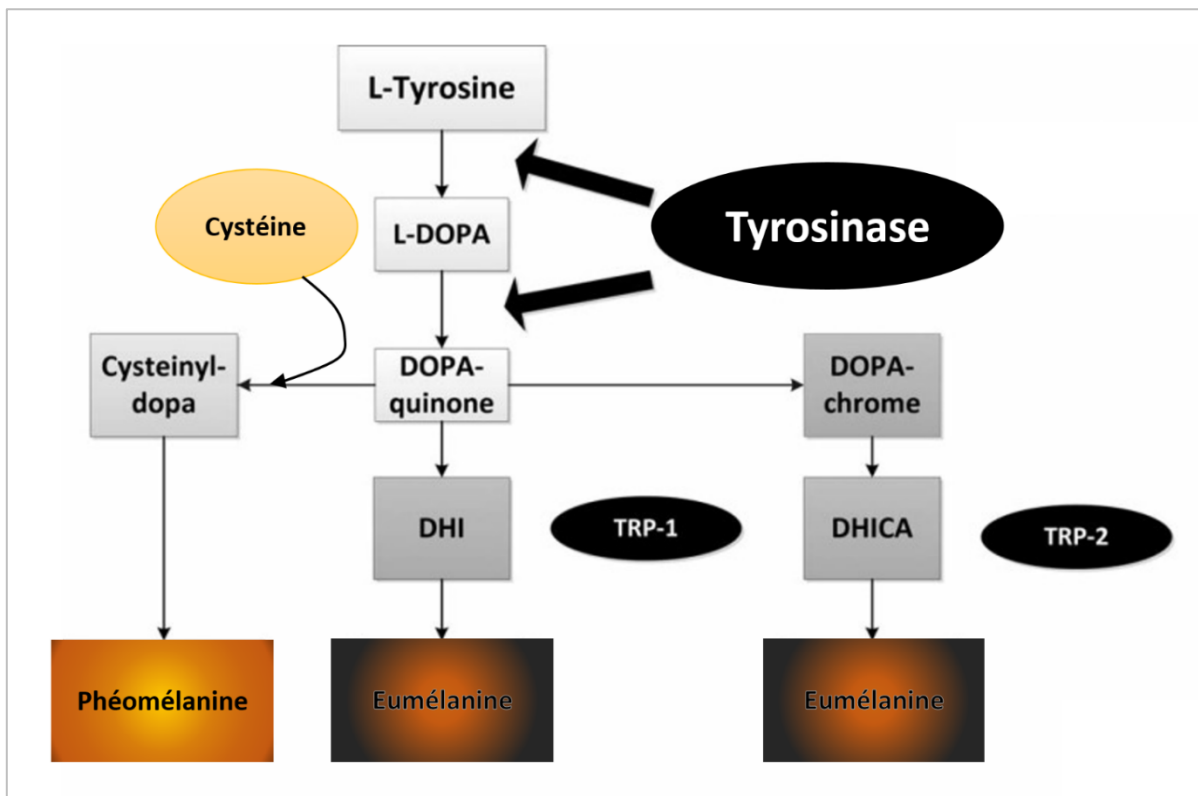 L-Tyrosine
Cystéine
L-DOPA
Tyrosinase
Cysteinyl-
dopa
DOPA-
quinone
DOPA-
chrome
DHI
TRP-1
DHICA
TRP-2
Phéomélanine
Eumélanine
Eumélanine